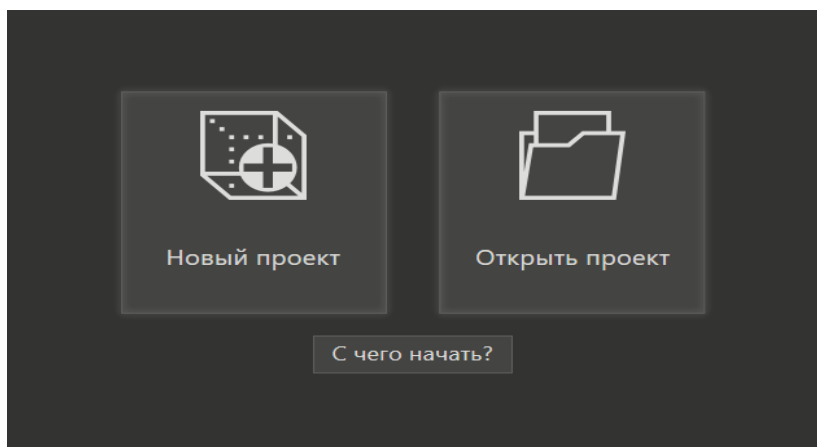 Новый проект
Открыть проект
С чего начать?